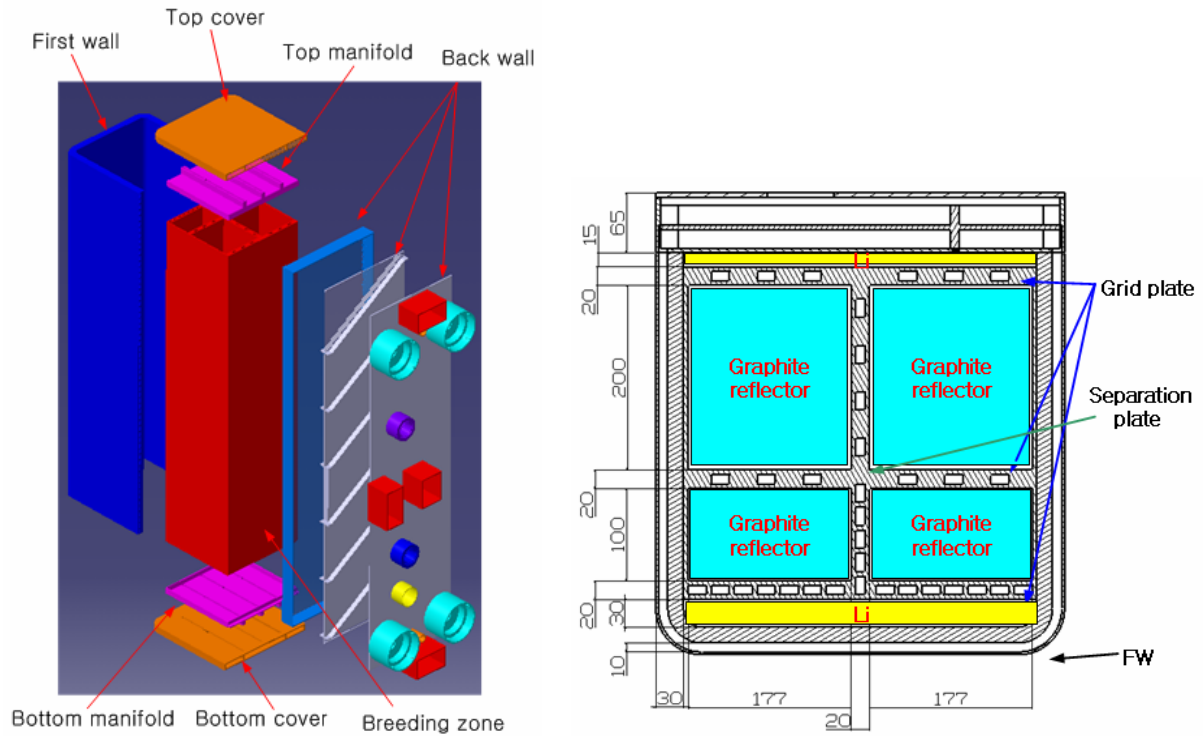 Top cover
First wall
Top manifold
Back wall
Bottom manifold
Bottom cover
Breeding zone
65
15
Li
20
Grid plate
Graphite
reflector
Graphite
reflector
200
Separation
plate
20
Graphite
reflector
Graphite
reflector
100
20
30
Li
10
FW
30
177
177
20